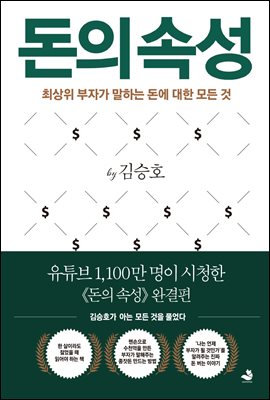 돈의 속성
최상위 부자가 말하는 돈에 대한 모든 것
$ $ $
by 김승호
$ $ $ $
$ $ $
유튜브 1,100만 명이 시청한
《돈의 속성》 완결편
김승호가 아는 모든 것을 풀었다
한 살이라도
젊었을 때
읽어야 하는 책
맨손으로
수천억을 만든
부자가 말해주는
종잣돈 만드는 방법
‘나는 언제
부자가 될 것인가’를
알려주는 진짜
돈 버는 이야기